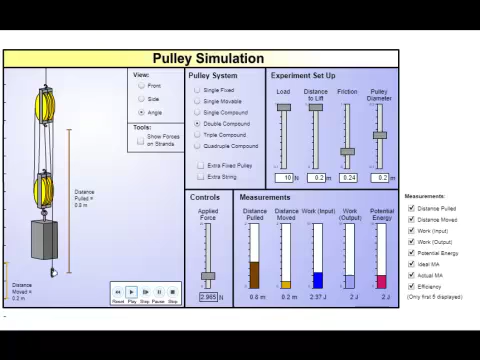 Pulley Simulation
View:
Front
Side
Angle
Tools:
Show Forces
on Strands
Distance
Pulled =
0.8 m
Distance
Moved =
0.2 m
Pulley System
Single Fixed
Single Movable
Single Compound
Double Compound
Triple Compound
Quadruple Compound
Extra Fixed Pulley
Extra String
Experiment Set Up
Load
Distance
to Lift
Friction
Pulley
Diameter
10 N
0.2 m
0.24
0.2 m
Controls
Applied
Force
2.965 N
Reset Play Step Pause Stop
Measurements
Distance
Pulled
Distance
Moved
Work (Input)
Work
(Output)
Potential
Energy
0.8 m
0.2 m
2.37 J
2 J
2 J
Measurements:
Distance Pulled
Distance Moved
Work (Input)
Work (Output)
Potential Energy
Ideal MA
Actual MA
Efficiency
(Only first 5 displayed)